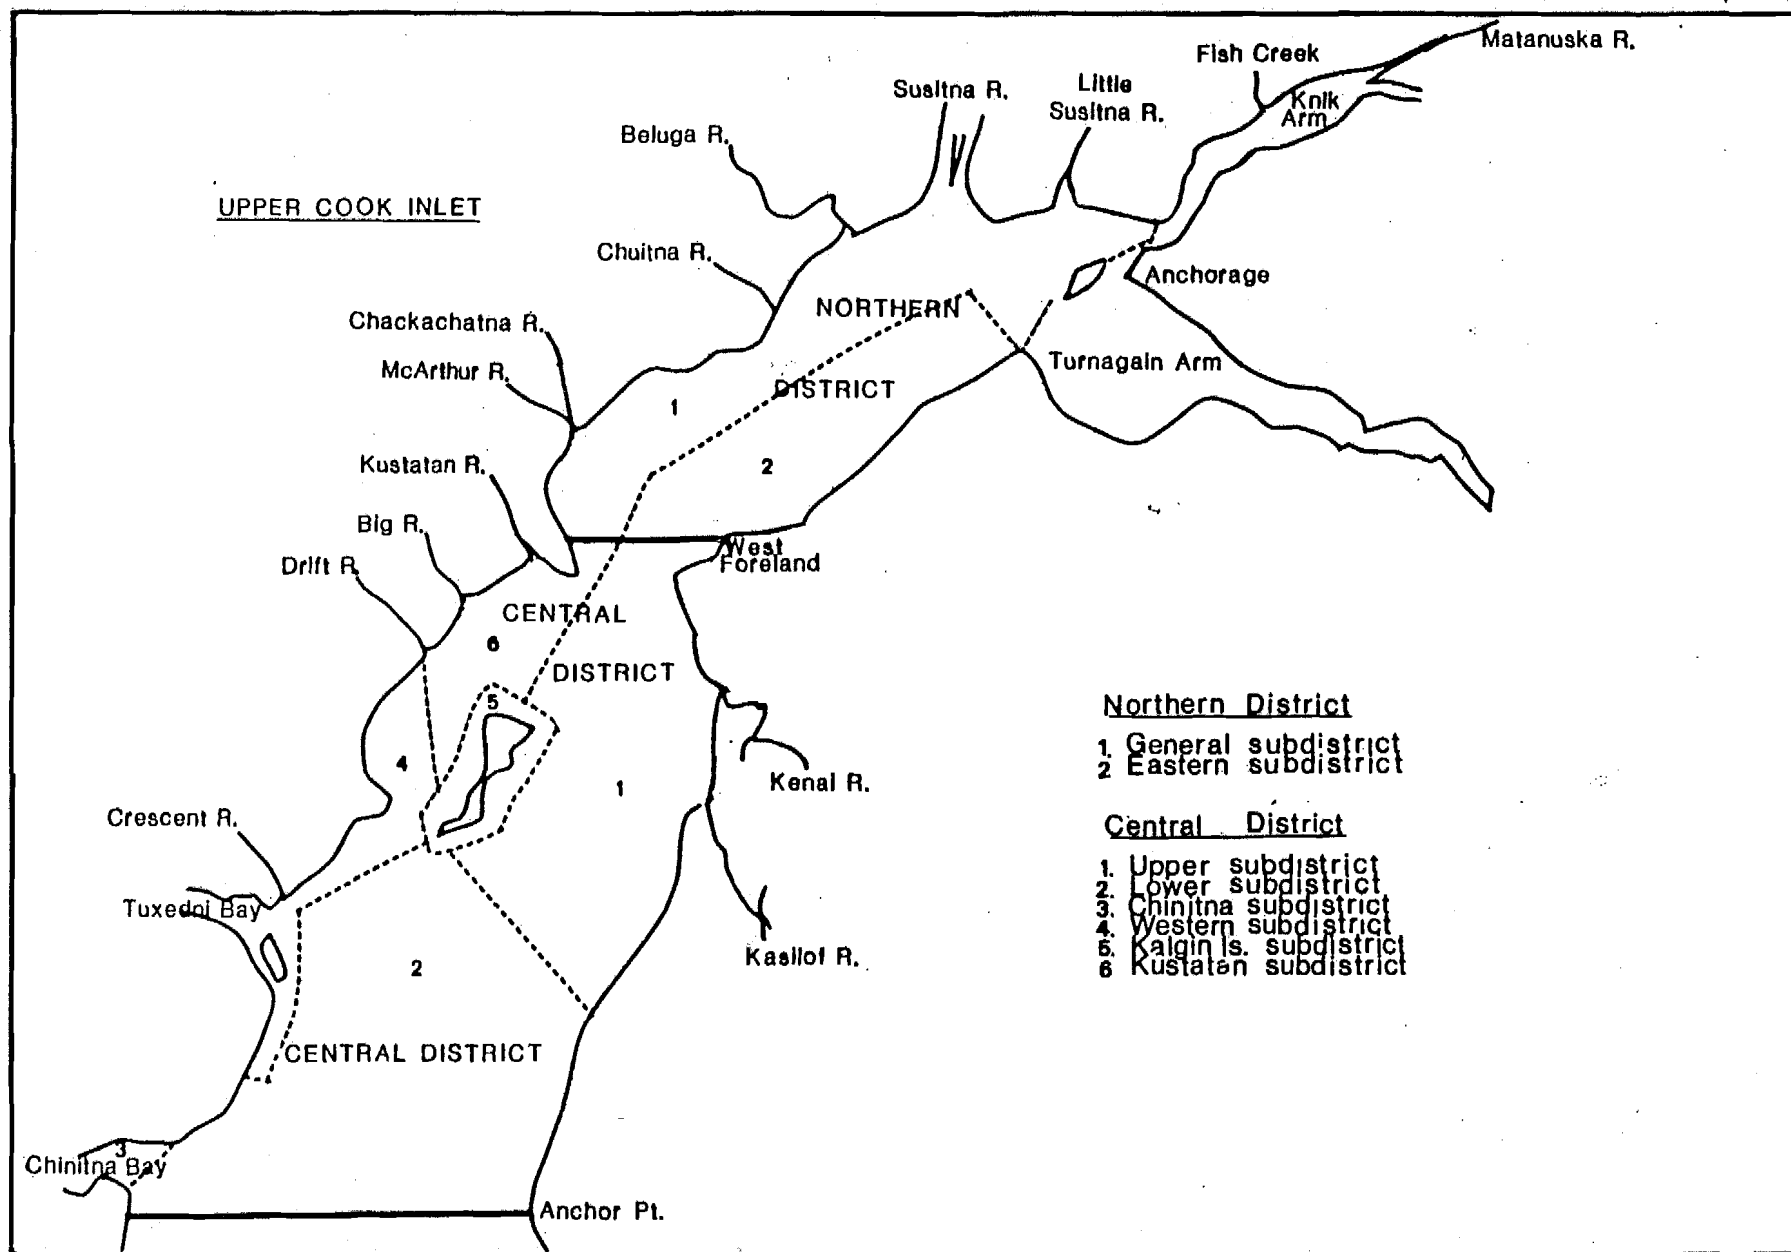 Matanuska R.
Fish Creek
Knik
Arm
Little
Susitna R.
Susitna R.
Beluga R.
UPPER COOK INLET
Chuitna R.
Anchorage
NORTHERN
Chackachatna R.
Turnagain Arm
McArthur R.
DISTRICT
1
2
Kustatan R.
Big R.
West
Foreland
Drift R.
CENTRAL
6
DISTRICT
5
4
1
Kenai R.
Crescent R.
Tuxedni Bay
Kasilof R.
2
CENTRAL DISTRICT
3
Chinitna Bay
Anchor Pt.
Northern District
1. General subdistrict
2 Eastern subdistrict
Central District
1. Upper subdistrict
2. Lower subdistrict
3. Chinitna subdistrict
4. Western subdistrict
5. Kalgin Is. subdistrict
6 Kustatan subdistrict